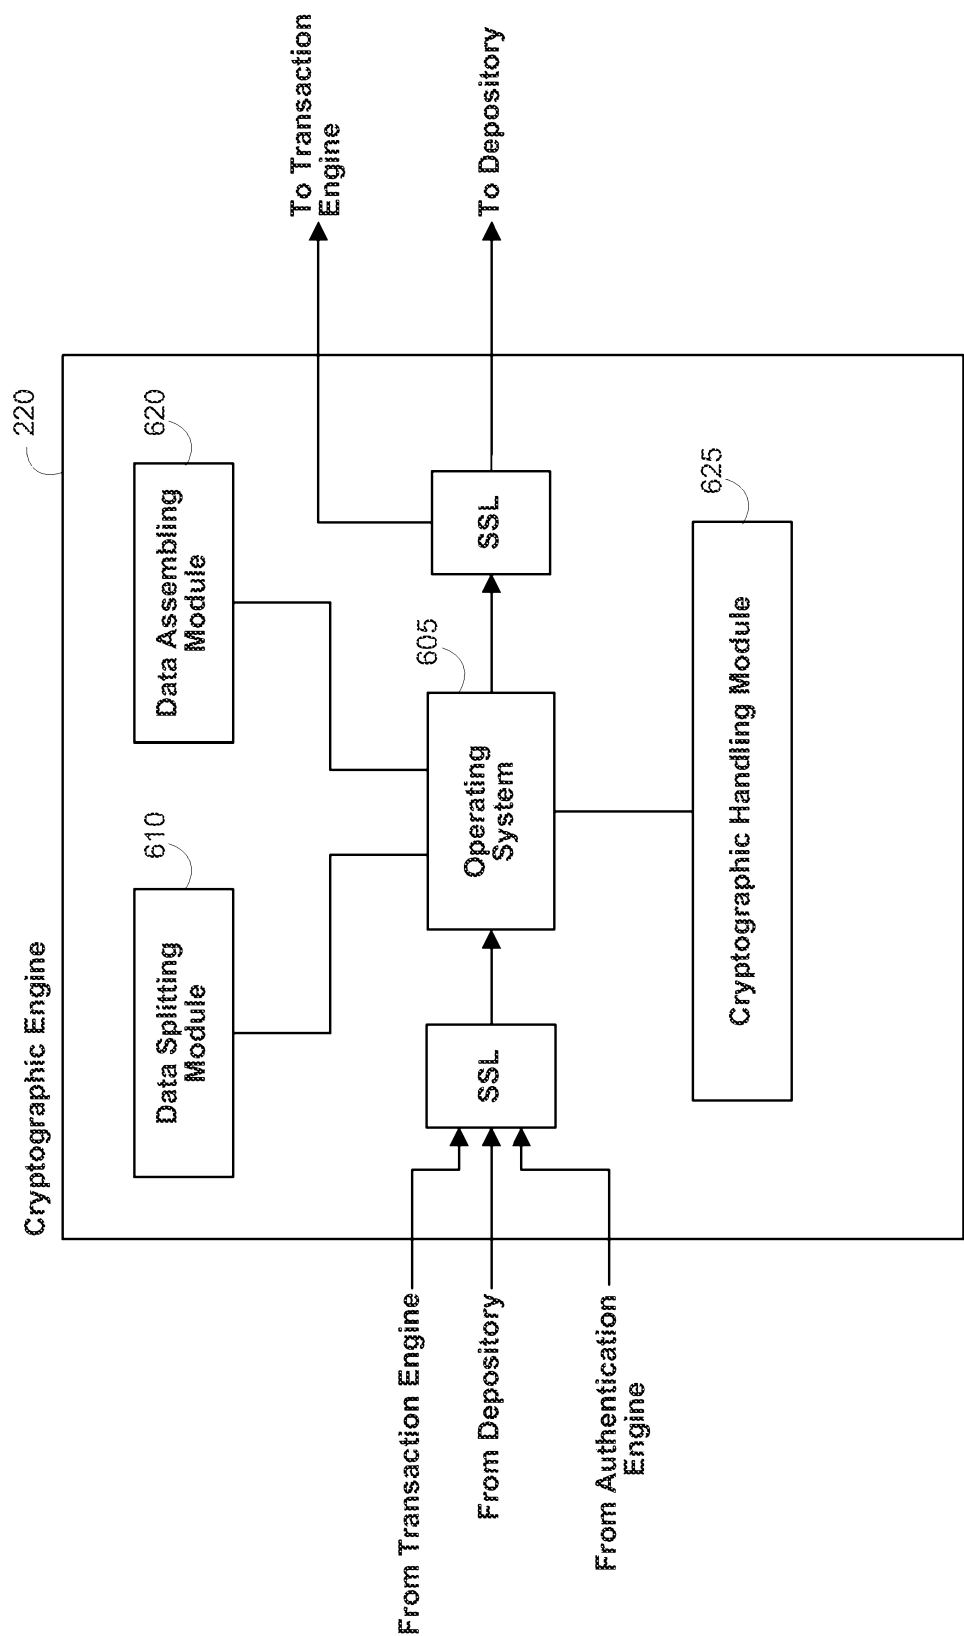 Cryptographic Engine
220
Data Splitting
Module
610
Data Assembling
Module
620
To Transaction
Engine
From Transaction Engine
From Depository
From Authentication
Engine
SSL
Operating
System
605
SSL
To Depository
Cryptographic Handling Module
625